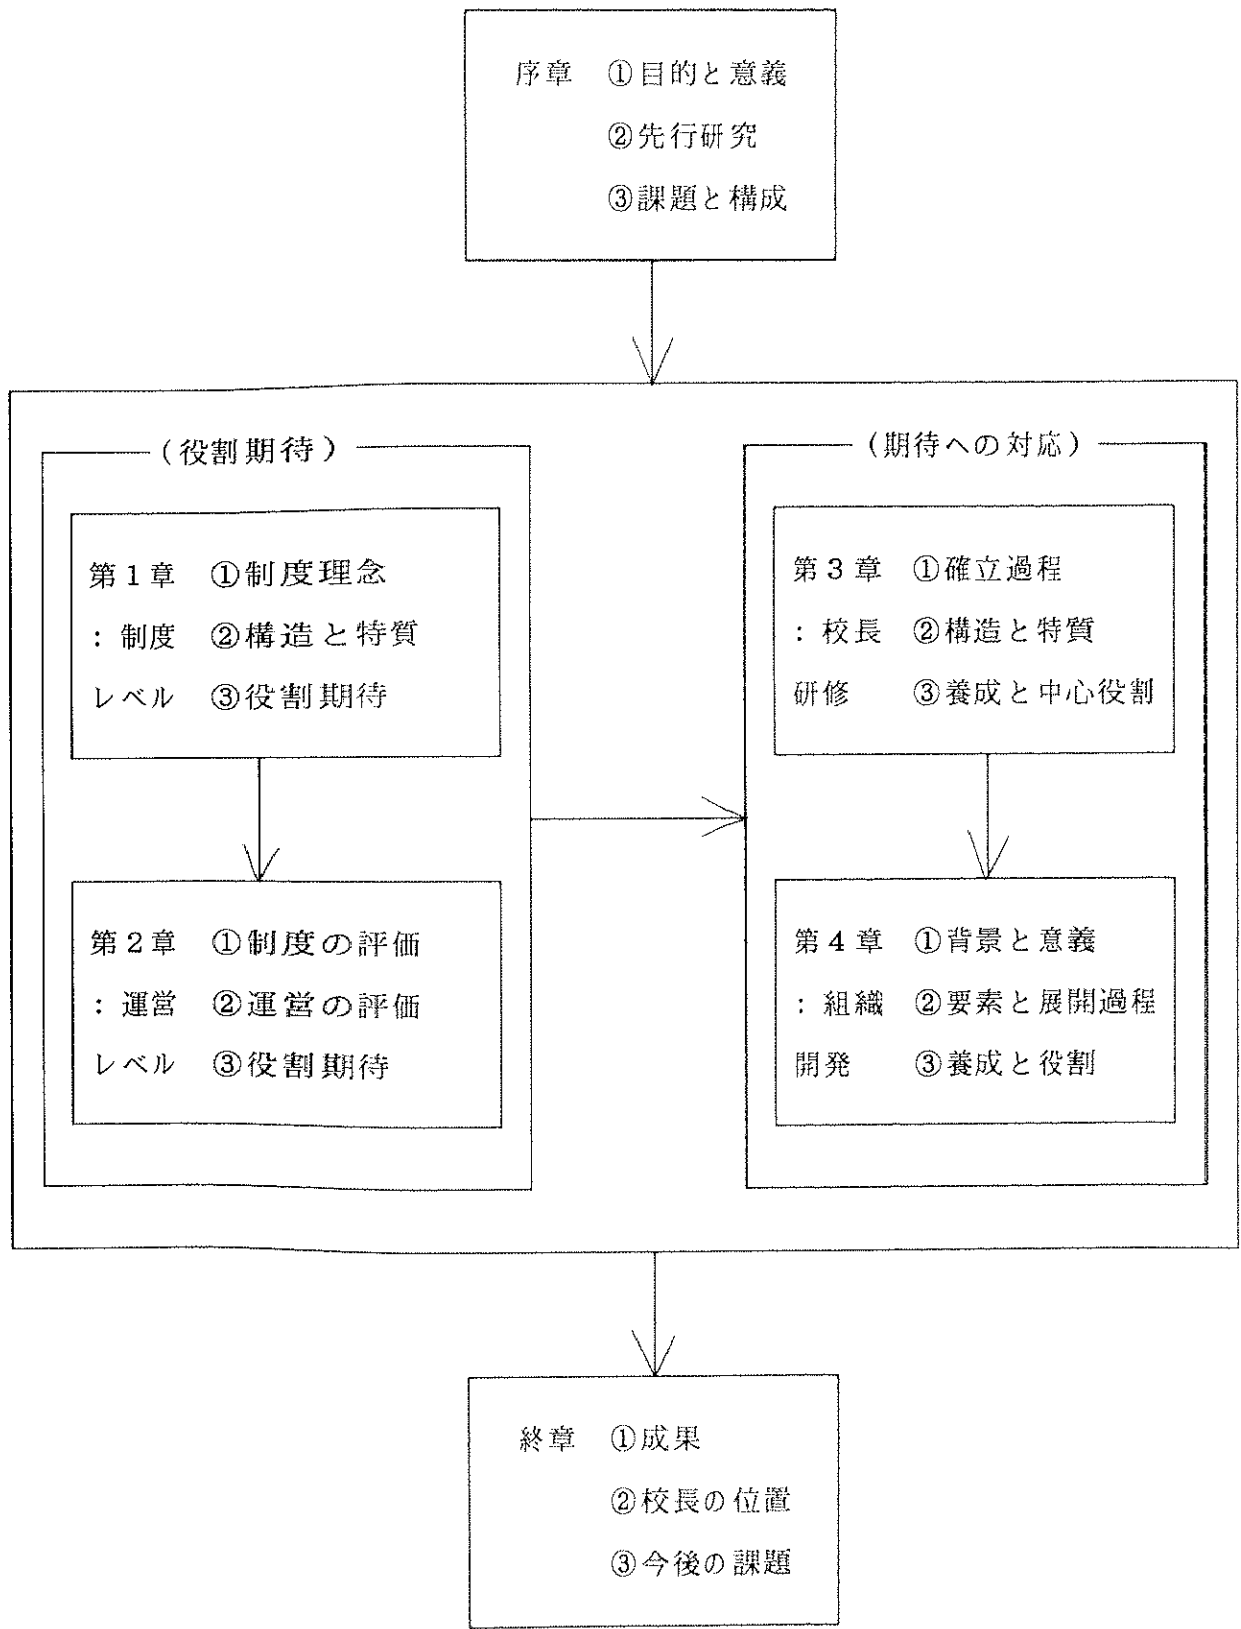 序章 ①目的と意義
②先行研究
③課題と構成
(役割期待)
第1章 ①制度理念
:制度 ②構造と特質
レベル ③役割期待
第2章 ①制度の評価
:運営 ②運営の評価
レベル ③役割期待
(期待への対応)
第3章 ①確立過程
:校長 ②構造と特質
研修 ③養成と中心役割
第4章 ①背景と意義
:組織 ②要素と展開過程
開発 ③養成と役割
終章 ①成果
②校長の位置
③今後の課題